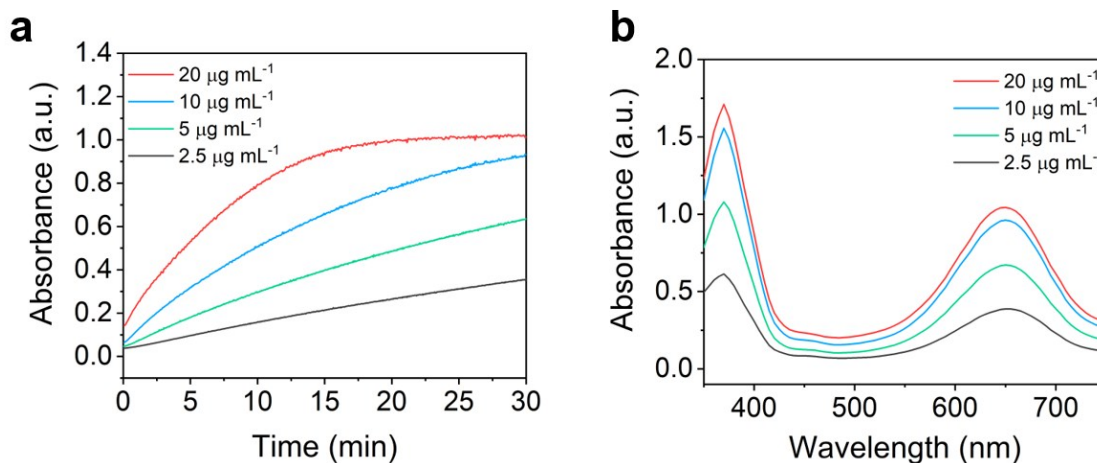 a
1.4
1.2
1.0
0.8
0.6
0.4
0.2
0.0
Absorbance (a.u.)
20 μg mL⁻¹
10 μg mL⁻¹
5 μg mL⁻¹
2.5 μg mL⁻¹
0 5 10 15 20 25 30
Time (min)
b
2.0
1.5
1.0
0.5
0.0
Absorbance (a.u.)
20 μg mL⁻¹
10 μg mL⁻¹
5 μg mL⁻¹
2.5 μg mL⁻¹
400 500 600 700
Wavelength (nm)